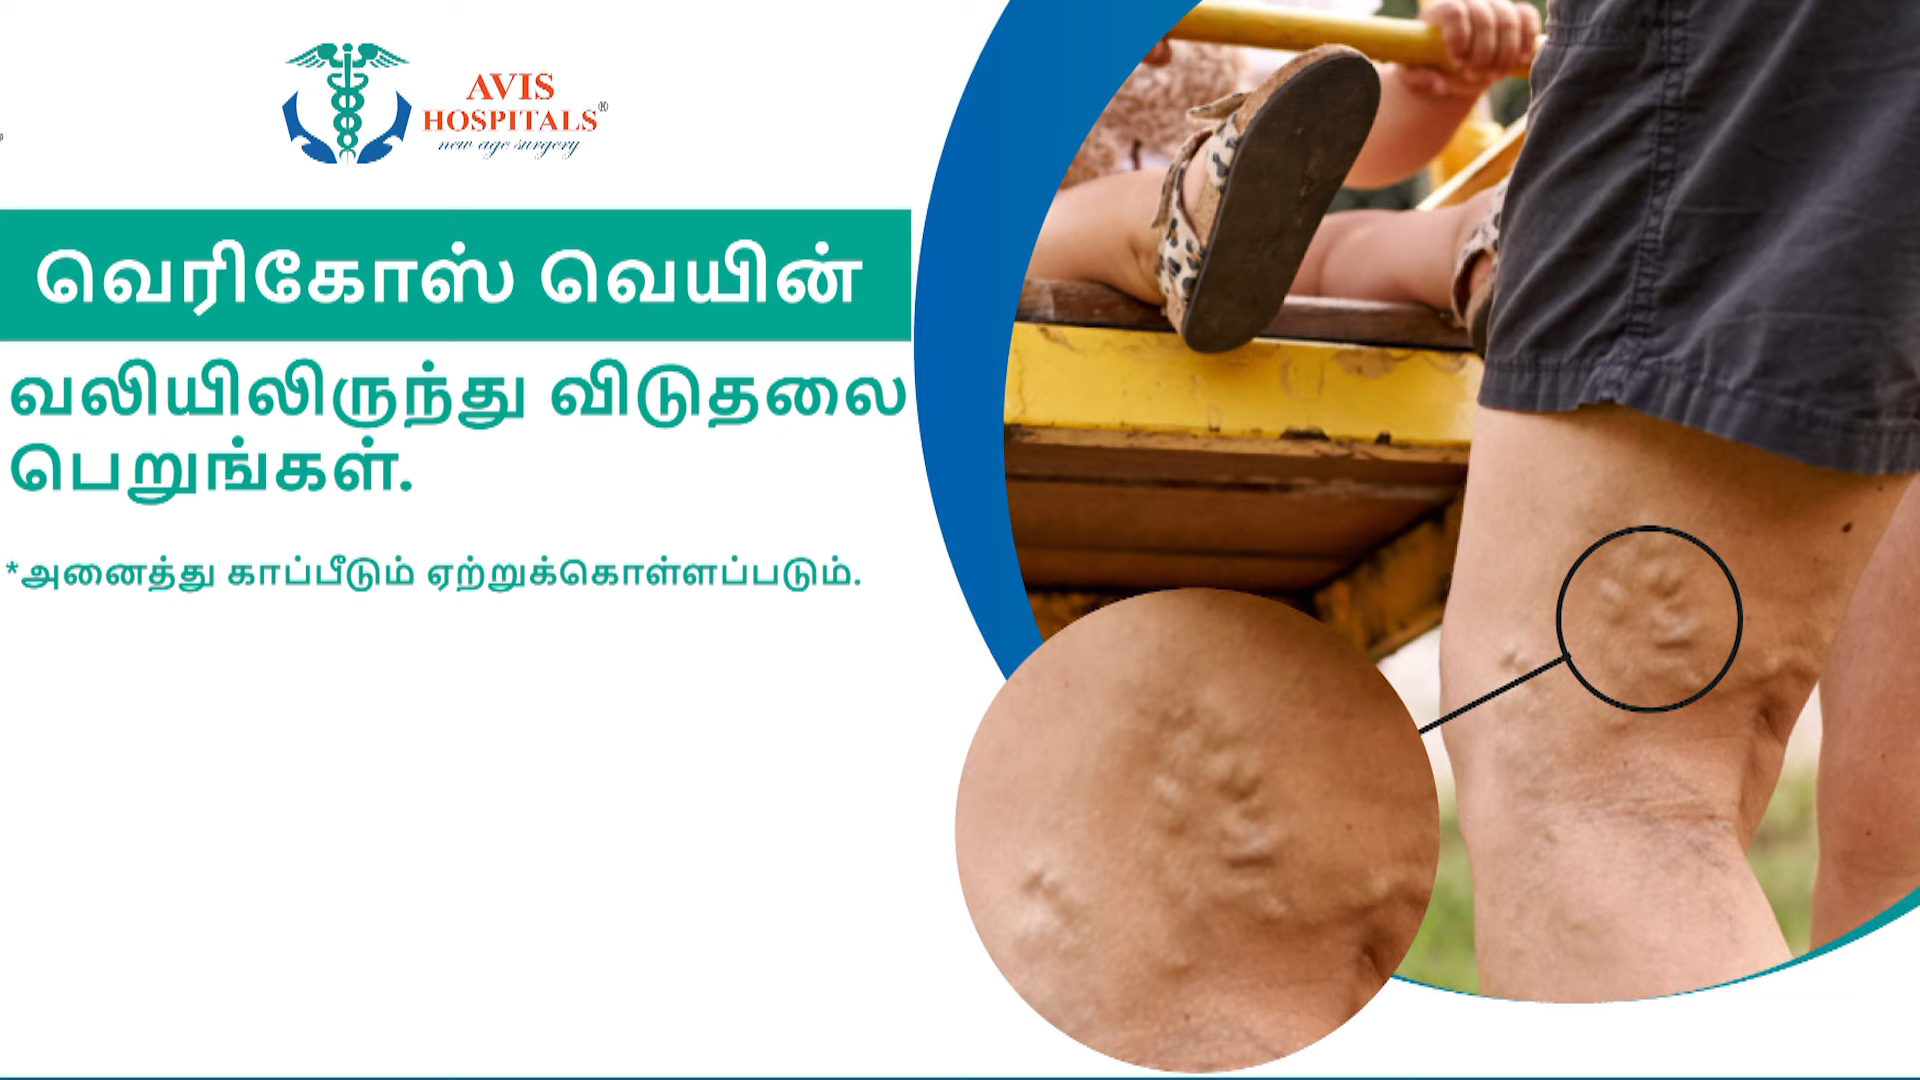 AVIS
HOSPITALS®
new age surgery
வெரிகோஸ் வெயின்
வலியிலிருந்து விடுதலை
பெறுங்கள்.
*அனைத்து காப்பீடும் ஏற்றுக்கொள்ளப்படும்.